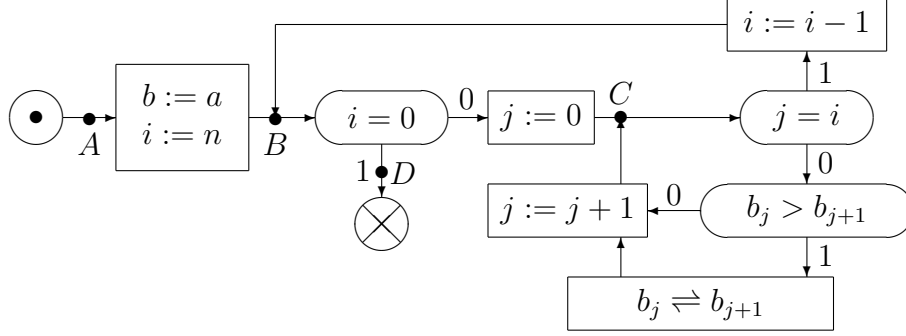 i := i − 1
b := a
i := n
A
B
i = 0
0
j := 0
C
j = i
1
0
1
D
j := j + 1
0
b_j > b_{j+1}
1
b_j ⇌ b_{j+1}